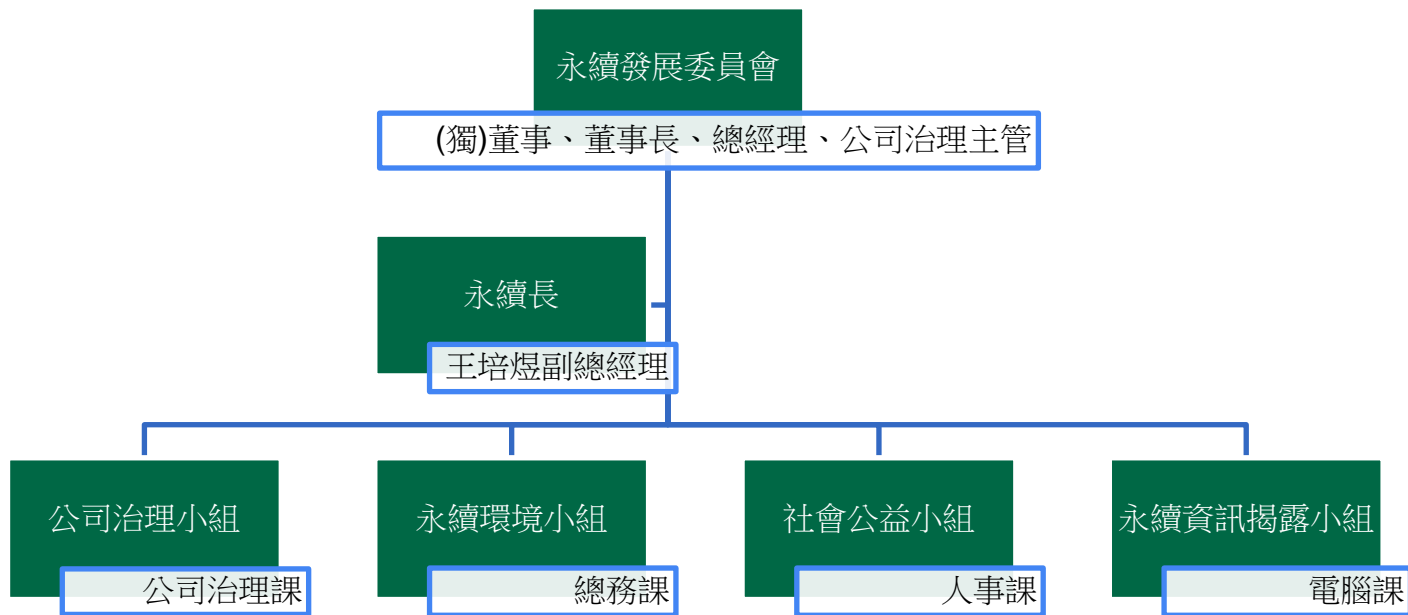 永續發展委員會
(獨)董事、董事長、總經理、公司治理主管
永續長
王培煜副總經理
公司治理小組
公司治理課
永續環境小組
總務課
社會公益小組
人事課
永續資訊揭露小組
電腦課